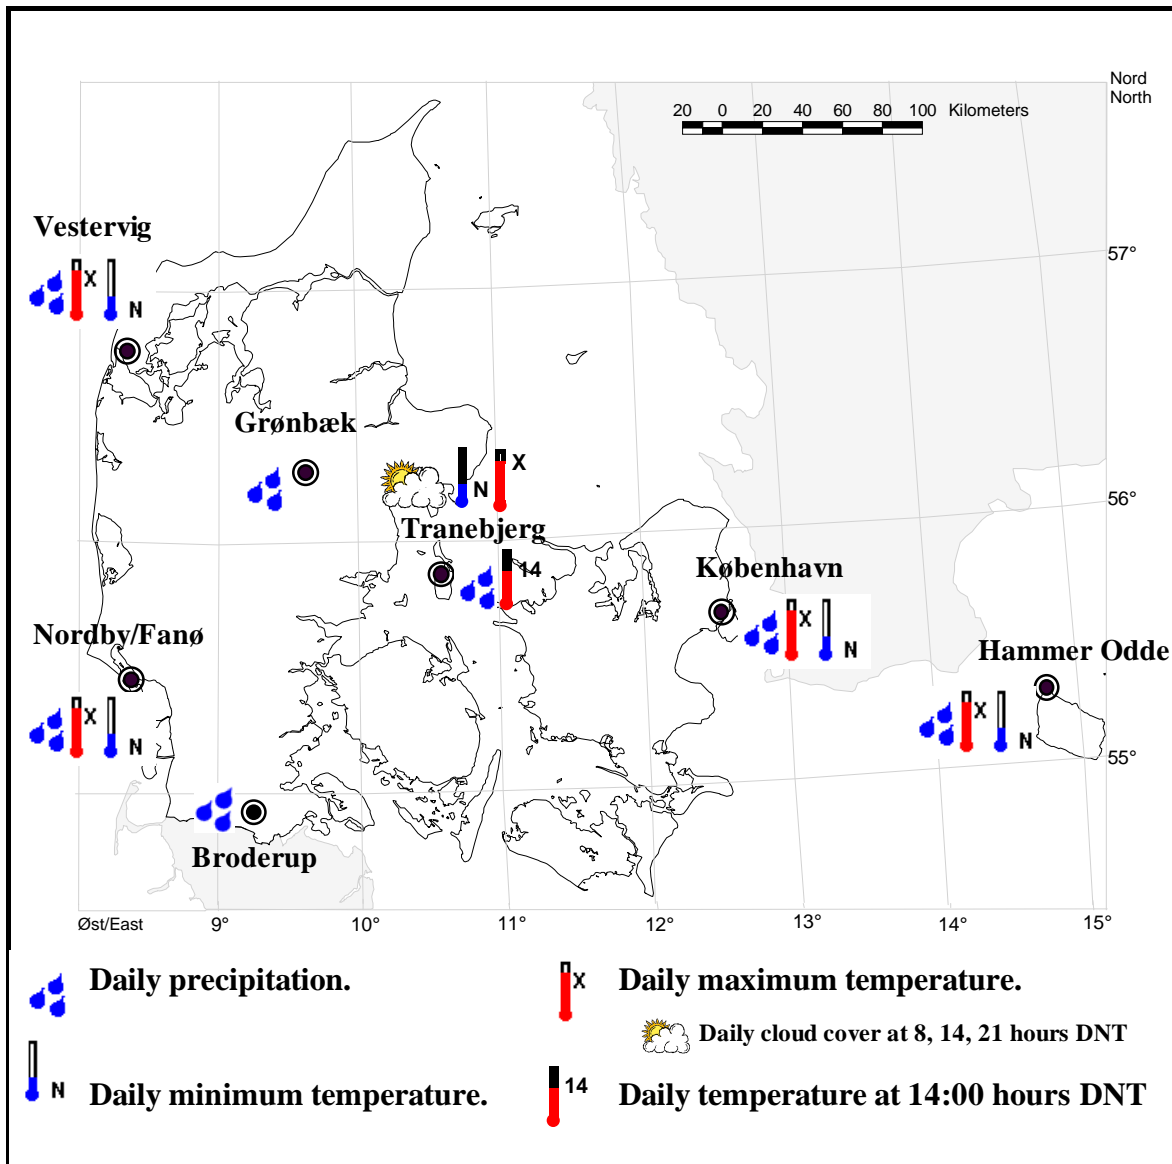 Nord
North
20 0 20 40 60 80 100 Kilometers
Vestervig
57°
X
N
Grønbæk
X
N
56°
Tranebjerg
14
København
X
N
Nordby/Fanø
Hammer Odde
X
N
X
N
55°
Broderup
Øst/East 9° 10° 11° 12° 13° 14° 15°
Daily precipitation.
X Daily maximum temperature.
Daily cloud cover at 8, 14, 21 hours DNT
N Daily minimum temperature.
14 Daily temperature at 14:00 hours DNT